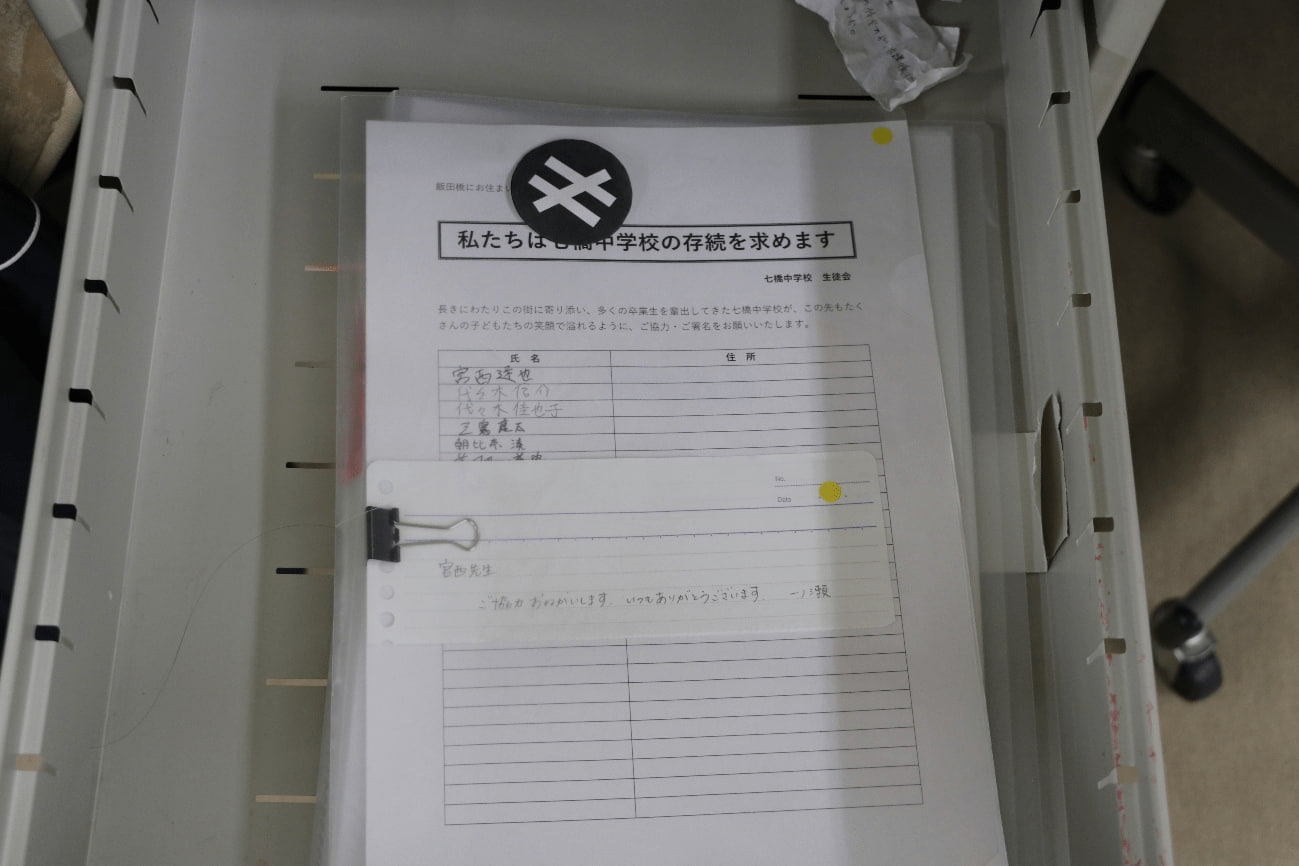 飯田橋にお住まい
私たちは七橋中学校の存続を求めます
七橋中学校　生徒会
長きにわたりこの街に寄り添い、多くの卒業生を輩出してきた七橋中学校が、この先もたく
さんの子どもたちの笑顔で溢れるように、ご協力・ご署名をお願いいたします。
氏 名　住 所
宮西達也
代々木信介
代々木佳也子
朝比奈湊
No.
Date
宮西先生
ご協力おねがいします。いつもありがとうございます。　一ノ瀬